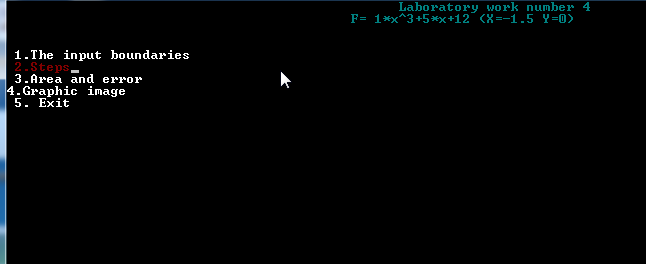 Laboratory work number 4
F= 1*x^3+5*x+12 (X=-1.5 Y=0)
1.The input boundaries
2.Steps
3.Area and error
4.Graphic image
5. Exit